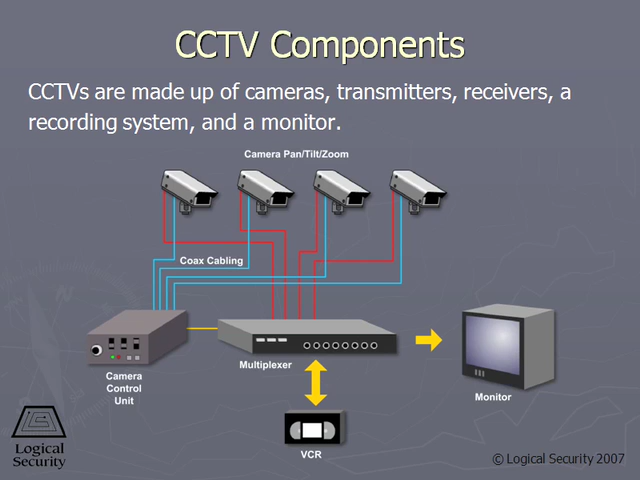 CCTV Components
CCTVs are made up of cameras, transmitters, receivers, a
recording system, and a monitor.
Camera Pan/Tilt/Zoom
Coax Cabling
Camera
Control
Unit
Multiplexer
Monitor
VCR
Logical
Security
© Logical Security 2007